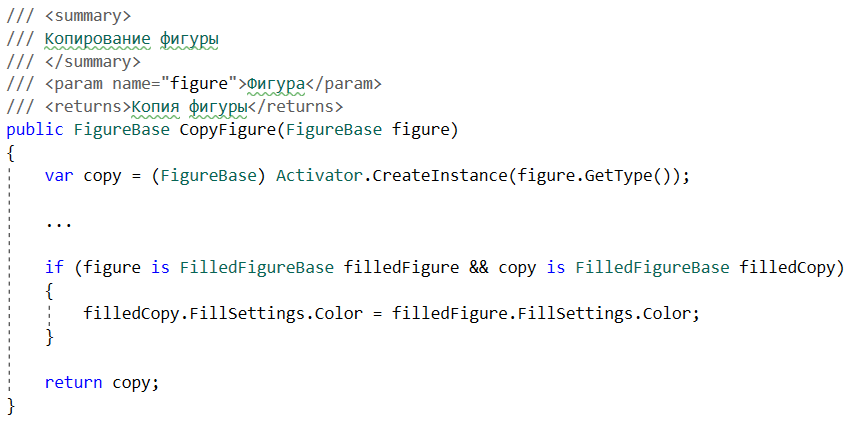 /// <summary>
/// Копирование фигуры
/// </summary>
/// <param name="figure">Фигура</param>
/// <returns>Копия фигуры</returns>
public FigureBase CopyFigure(FigureBase figure)
{
    var copy = (FigureBase) Activator.CreateInstance(figure.GetType());
    ...
    if (figure is FilledFigureBase filledFigure && copy is FilledFigureBase filledCopy)
    {
        filledCopy.FillSettings.Color = filledFigure.FillSettings.Color;
    }
    return copy;
}